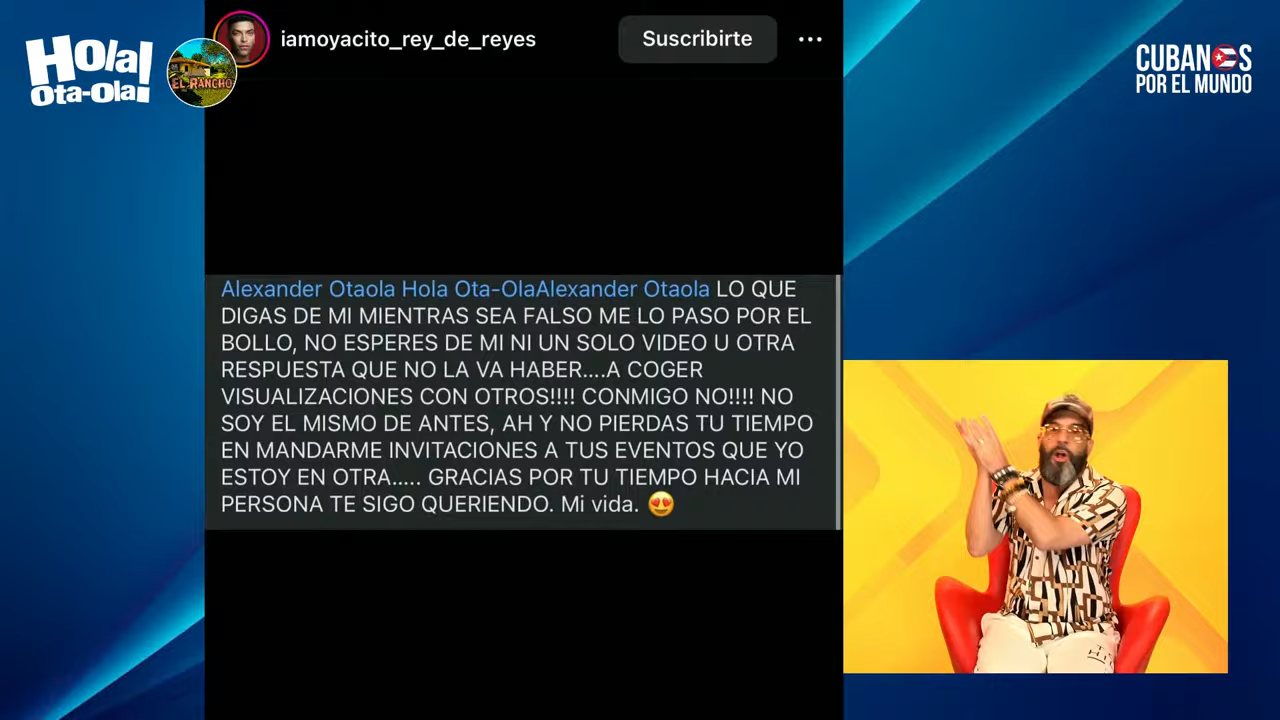 Hola!
Ota-Ola!
EL RANCHO
iamoyacito_rey_de_reyes
Suscribirte
CUBANOS
POR EL MUNDO
Alexander Otaola Hola Ota-OlaAlexander Otaola LO QUE
DIGAS DE MI MIENTRAS SEA FALSO ME LO PASO POR EL
BOLLO, NO ESPERES DE MI NI UN SOLO VIDEO U OTRA
RESPUESTA QUE NO LA VA HABER....A COGER
VISUALIZACIONES CON OTROS!!!! CONMIGO NO!!!! NO
SOY EL MISMO DE ANTES, AH Y NO PIERDAS TU TIEMPO
EN MANDARME INVITACIONES A TUS EVENTOS QUE YO
ESTOY EN OTRA..... GRACIAS POR TU TIEMPO HACIA MI
PERSONA TE SIGO QUERIENDO. Mi vida. 😍